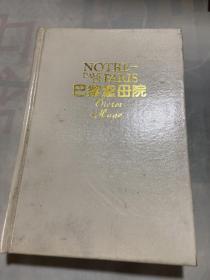 NOTRE-
DAME
DE PARIS
巴黎圣母院
Victor
Hugo